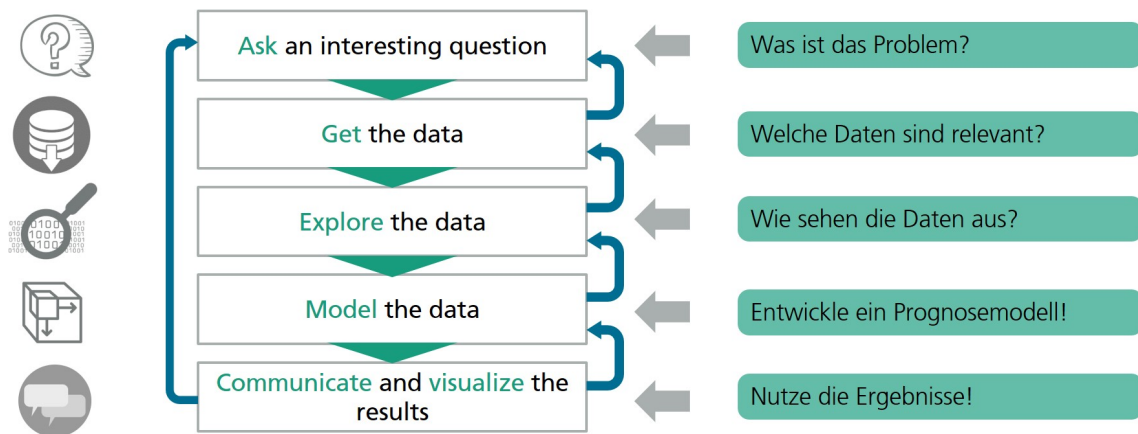 Ask an interesting question
Was ist das Problem?
Get the data
Welche Daten sind relevant?
Explore the data
Wie sehen die Daten aus?
Model the data
Entwickle ein Prognosemodell!
Communicate and visualize the
results
Nutze die Ergebnisse!